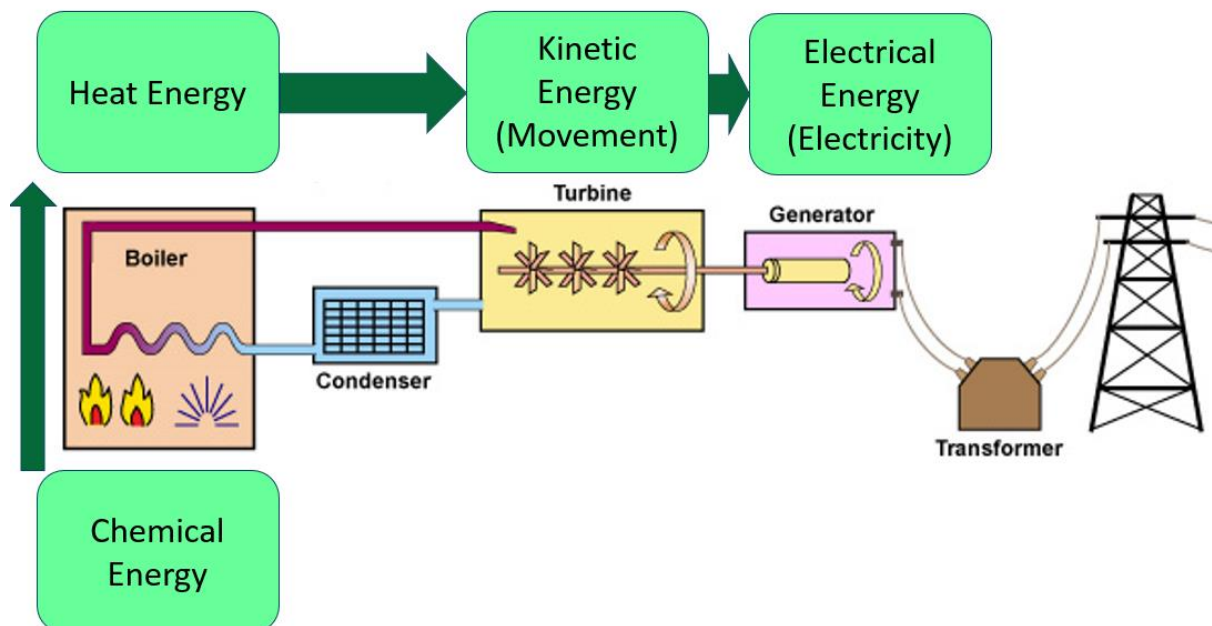 Heat Energy
Kinetic
Energy
(Movement)
Electrical
Energy
(Electricity)
Turbine
Generator
Boiler
Condenser
Transformer
Chemical
Energy